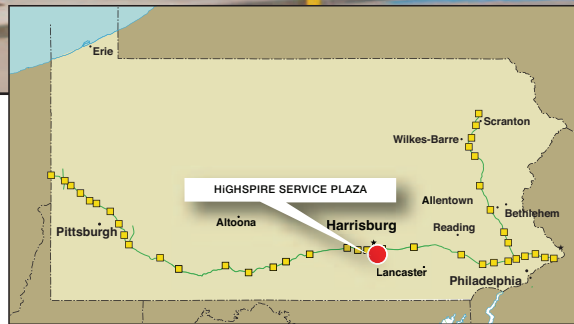 Erie
Scranton
Wilkes-Barre
HiGHSPIRE SERVICE PLAZA
Allentown
Bethlehem
Altoona
Harrisburg
Reading
Pittsburgh
Lancaster
Philadelphia